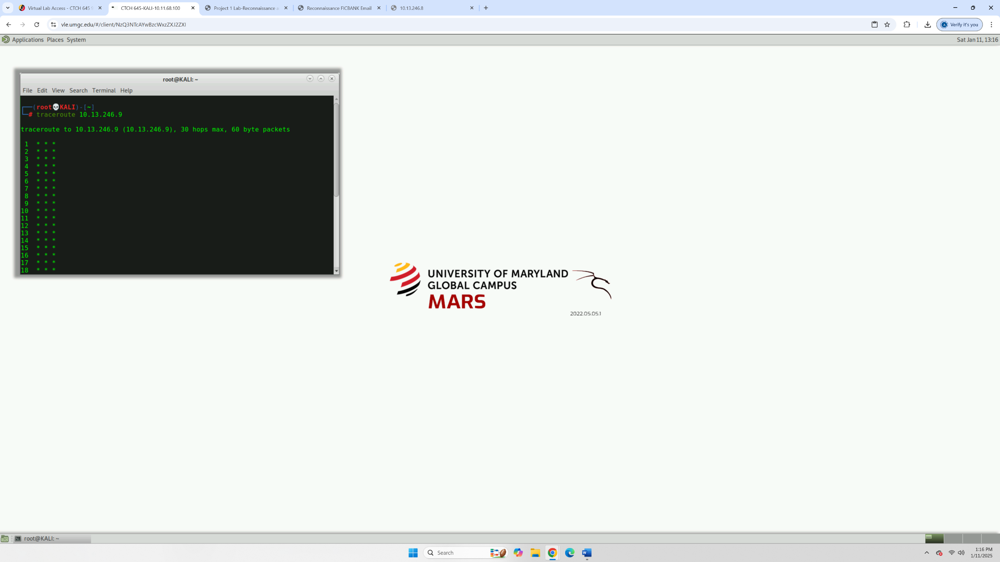 Virtual Lab Access - CTCH 645 9
CTCH 645-KALI-10.11.68.100
Project 1 Lab-Reconnaissance a
Reconnaissance FICBANK Email
10.13.246.8
vle.umgc.edu/#/client/NzQ3NTcAYwBzcWxzZXJ2ZXI
Verify it's you
Applications Places System
Sat Jan 11, 13:16
root@KALI: ~
File Edit View Search Terminal Help
┌──(root💀KALI)-[~]
└─# traceroute 10.13.246.9
traceroute to 10.13.246.9 (10.13.246.9), 30 hops max, 60 byte packets
1 * * *
2 * * *
3 * * *
4 * * *
5 * * *
6 * * *
7 * * *
8 * * *
9 * * *
10 * * *
11 * * *
12 * * *
13 * * *
14 * * *
15 * * *
16 * * *
17 * * *
18 * * *
UNIVERSITY OF MARYLAND
GLOBAL CAMPUS
MARS
2022.05.05.1
root@KALI: ~
Search
1:16 PM
1/11/2025